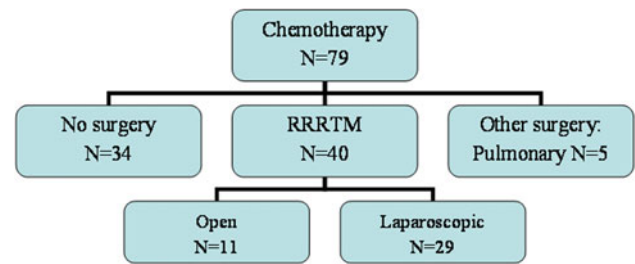 Chemotherapy
N=79
No surgery
N=34
RRRTM
N=40
Other surgery:
Pulmonary N=5
Open
N=11
Laparoscopic
N=29